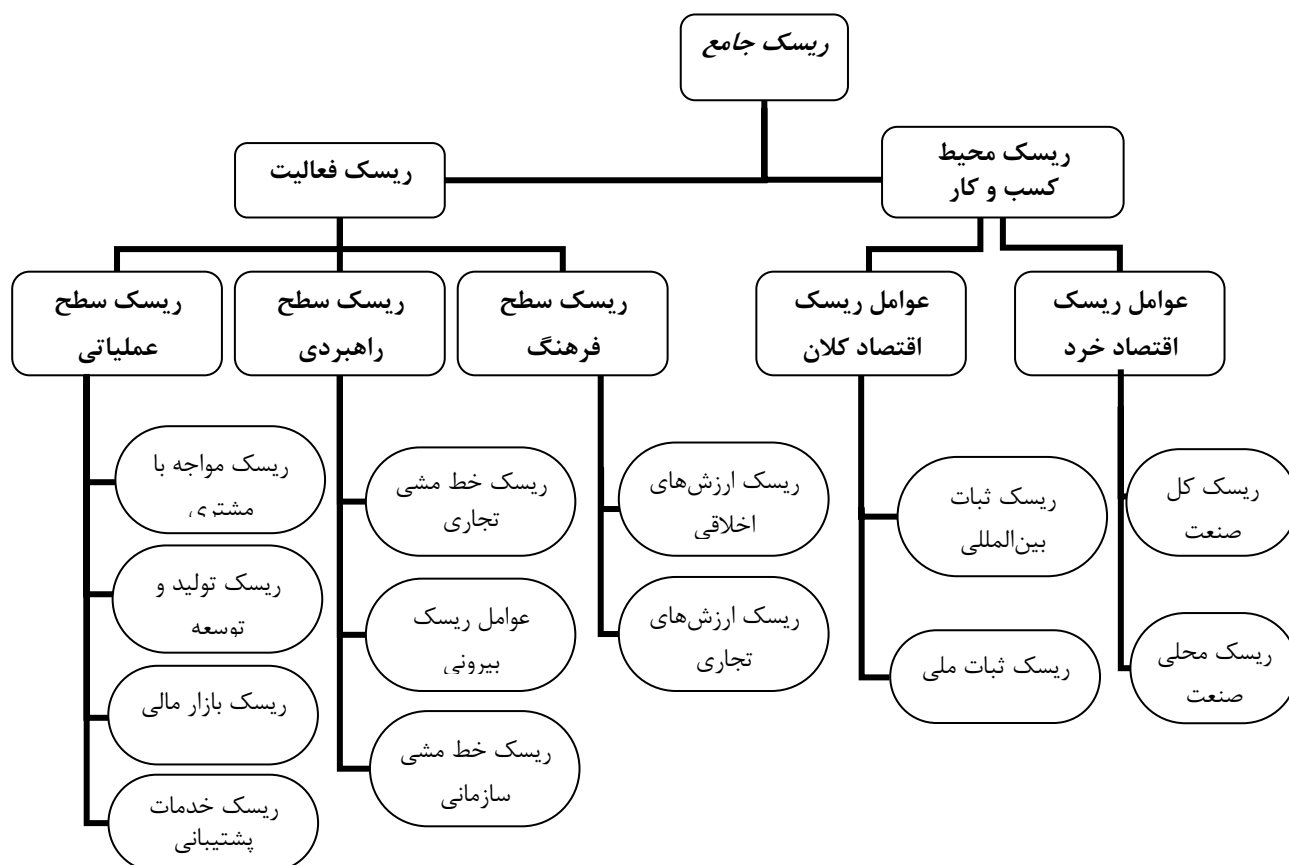 ریسک جامع
ریسک محیط
کسب و کار
ریسک فعالیت
عوامل ریسک
اقتصاد خرد
عوامل ریسک
اقتصاد کلان
ریسک سطح
فرهنگ
ریسک سطح
راهبردی
ریسک سطح
عملیاتی
ریسک کل
صنعت
ریسک محلی
صنعت
ریسک ثبات
بین‌المللی
ریسک ثبات ملی
ریسک ارزش‌های
اخلاقی
ریسک ارزش‌های
تجاری
ریسک خط مشی
تجاری
عوامل ریسک
بیرونی
ریسک خط مشی
سازمانی
ریسک مواجه با
مشتری
ریسک تولید و
توسعه
ریسک بازار مالی
ریسک خدمات
پشتیبانی